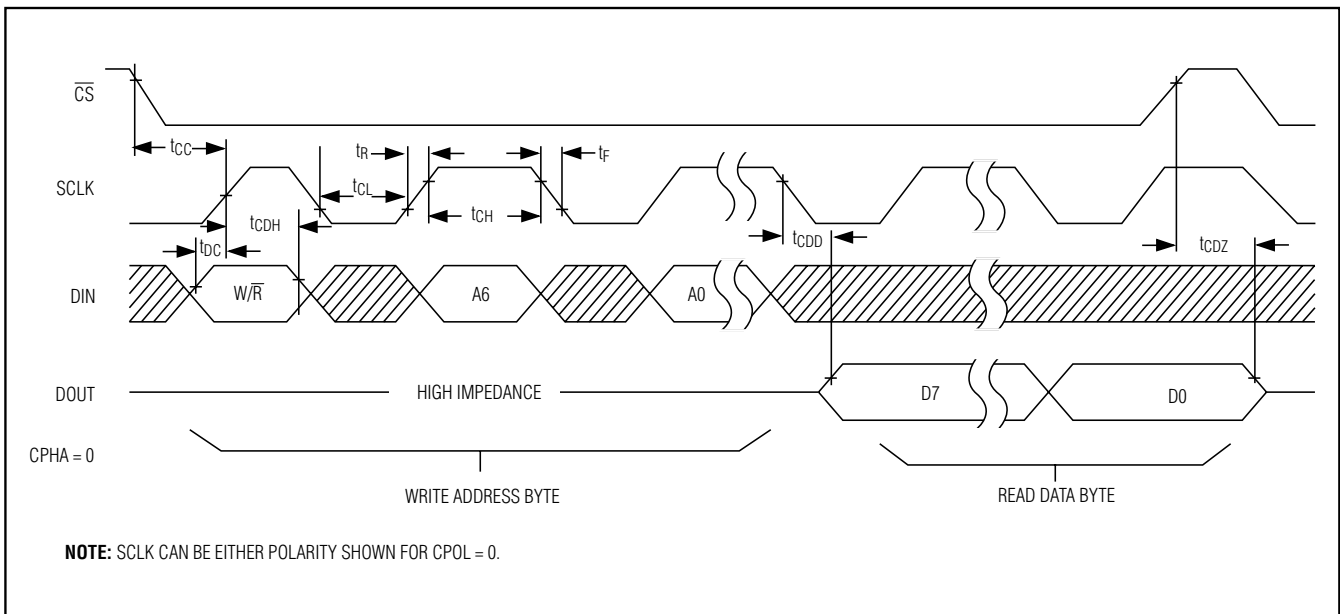 C̅S̅
tCC
tR
tF
SCLK
tCL
tCH
tCDH
tCDD
tCDZ
tDC
DIN
W/R̅
A6
A0
DOUT
HIGH IMPEDANCE
D7
D0
CPHA = 0
WRITE ADDRESS BYTE
READ DATA BYTE
NOTE: SCLK CAN BE EITHER POLARITY SHOWN FOR CPOL = 0.